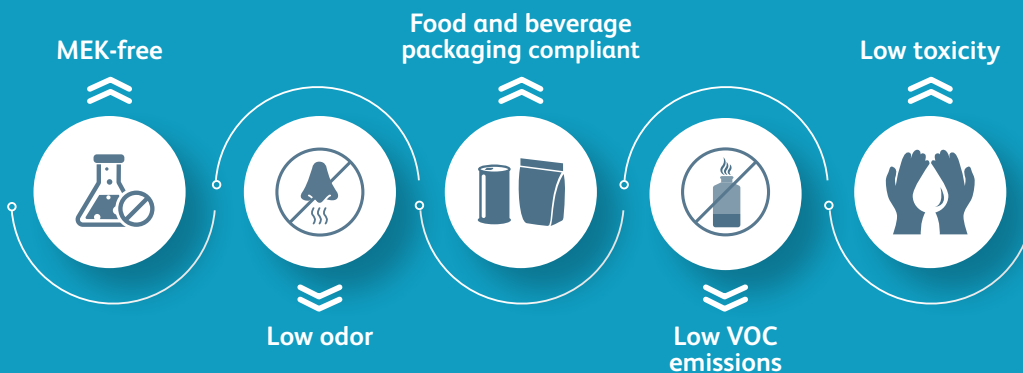 MEK-free
Low odor
Food and beverage
packaging compliant
Low VOC
emissions
Low toxicity